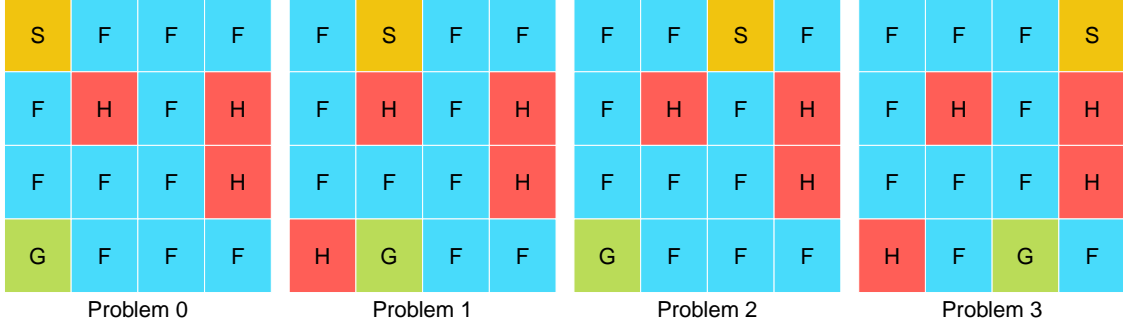 S F F F F S F F F F S F F F F S
F H F H F H F H F H F H F H F H
F F F H F F F H F F F H F F F H
G F F F H G F F G F F F H F G F
Problem 0 Problem 1 Problem 2 Problem 3